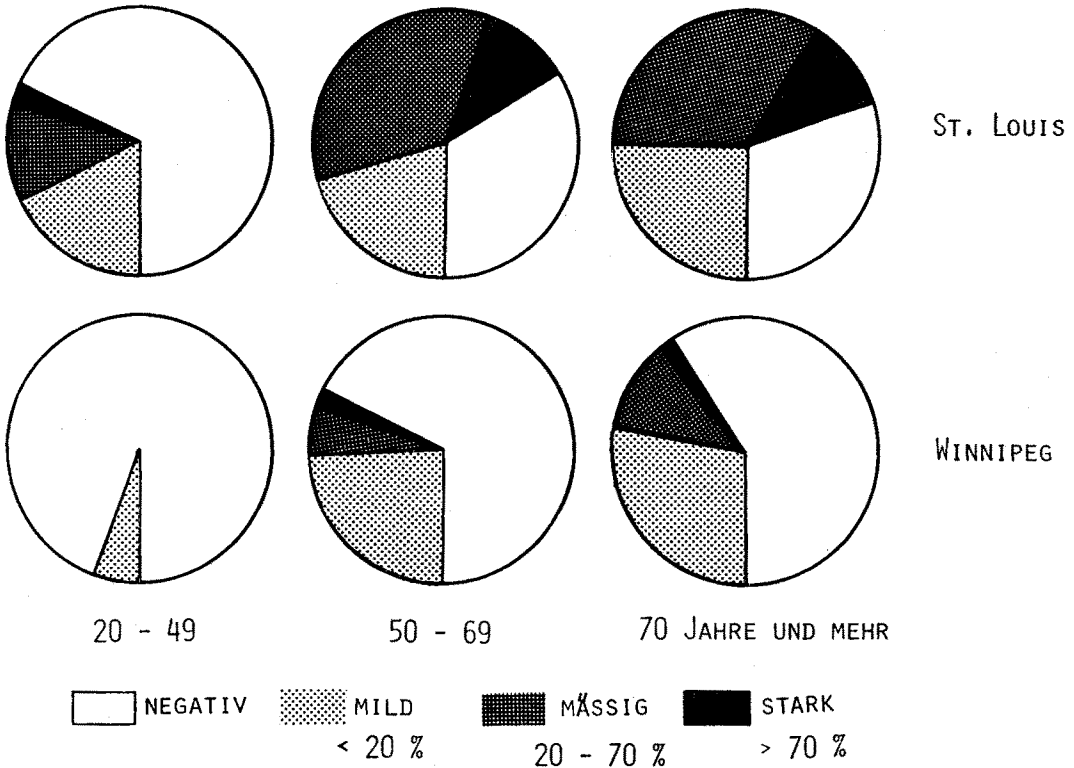 ST. LOUIS
WINNIPEG
20 - 49 50 - 69 70 JAHRE UND MEHR
NEGATIV MILD MÄSSIG STARK
< 20 % 20 - 70 % > 70 %